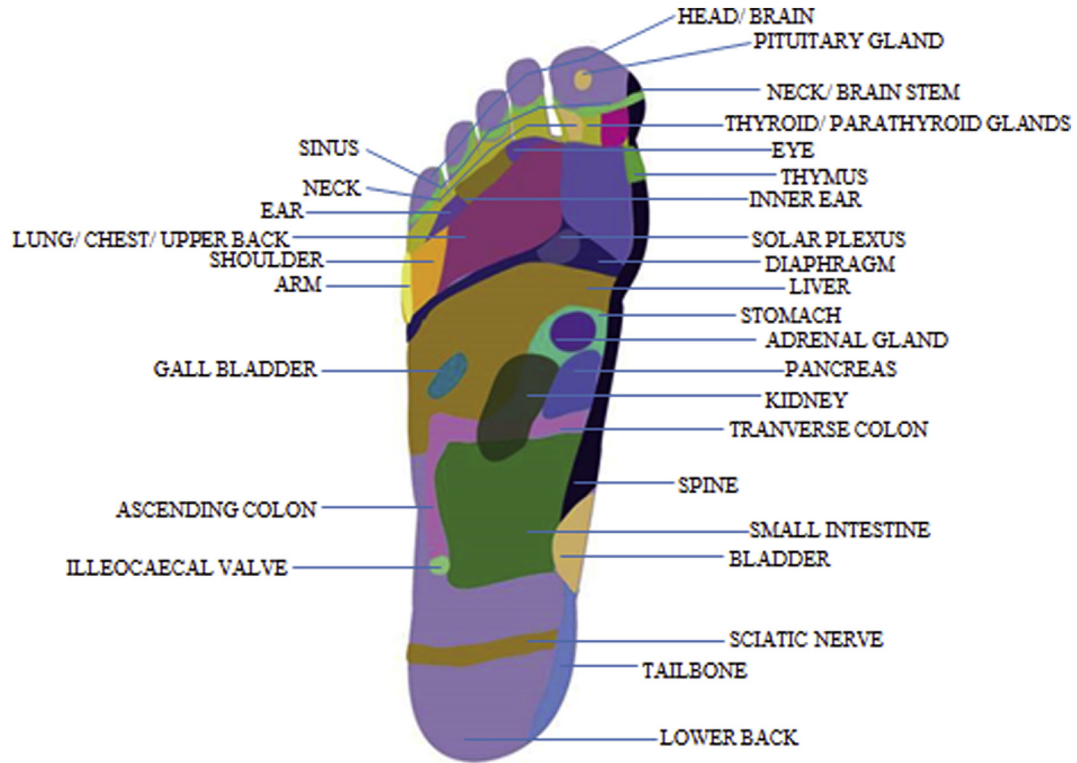 HEAD/ BRAIN
PITUITARY GLAND
NECK/ BRAIN STEM
THYROID/ PARATHYROID GLANDS
SINUS
EYE
THYMUS
NECK
INNER EAR
EAR
LUNG/ CHEST/ UPPER BACK
SOLAR PLEXUS
SHOULDER
DIAPHRAGM
ARM
LIVER
STOMACH
ADRENAL GLAND
GALL BLADDER
PANCREAS
KIDNEY
TRANVERSE COLON
SPINE
ASCENDING COLON
SMALL INTESTINE
BLADDER
ILLEOCAECAL VALVE
SCIATIC NERVE
TAILBONE
LOWER BACK